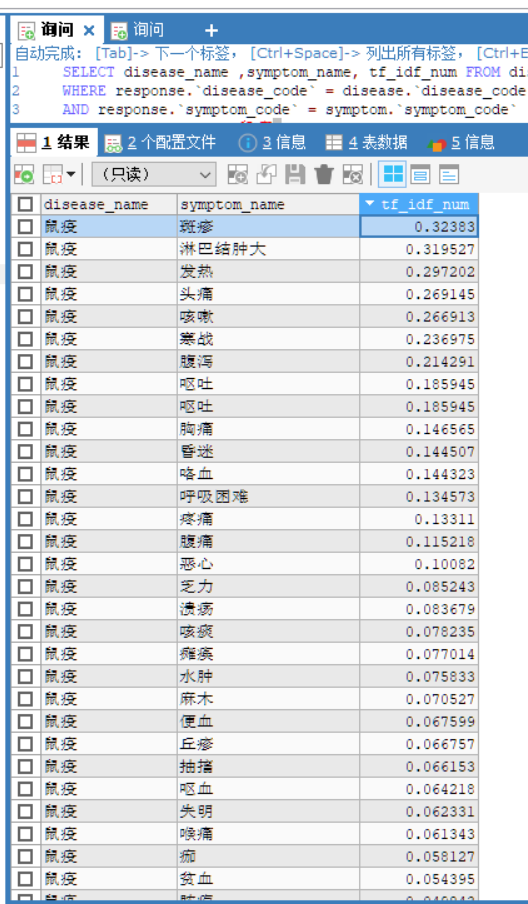 询问 × 询问 +
自动完成: [Tab]-> 下一个标签, [Ctrl+Space]-> 列出所有标签, [Ctrl+E
1 SELECT disease_name ,symptom_name, tf_idf_num FROM di
2 WHERE response.`disease_code` = disease.`disease_code
3 AND response.`symptom_code` = symptom.`symptom_code`
1 结果 2 个配置文件 3 信息 4 表数据 5 信息
(只读)
disease_name symptom_name tf_idf_num
鼠疫 斑疹 0.32383
鼠疫 淋巴结肿大 0.319527
鼠疫 发热 0.297202
鼠疫 头痛 0.269145
鼠疫 咳嗽 0.266913
鼠疫 寒战 0.236975
鼠疫 腹泻 0.214291
鼠疫 呕吐 0.185945
鼠疫 呕吐 0.185945
鼠疫 胸痛 0.146565
鼠疫 昏迷 0.144507
鼠疫 咯血 0.144323
鼠疫 呼吸困难 0.134573
鼠疫 疼痛 0.13311
鼠疫 腹痛 0.115218
鼠疫 恶心 0.10082
鼠疫 乏力 0.085243
鼠疫 溃疡 0.083679
鼠疫 咳痰 0.078235
鼠疫 瘫痪 0.077014
鼠疫 水肿 0.075833
鼠疫 麻木 0.070527
鼠疫 便血 0.067599
鼠疫 丘疹 0.066757
鼠疫 抽搐 0.066153
鼠疫 呕血 0.064218
鼠疫 失明 0.062331
鼠疫 喉痛 0.061343
鼠疫 痂 0.058127
鼠疫 贫血 0.054395